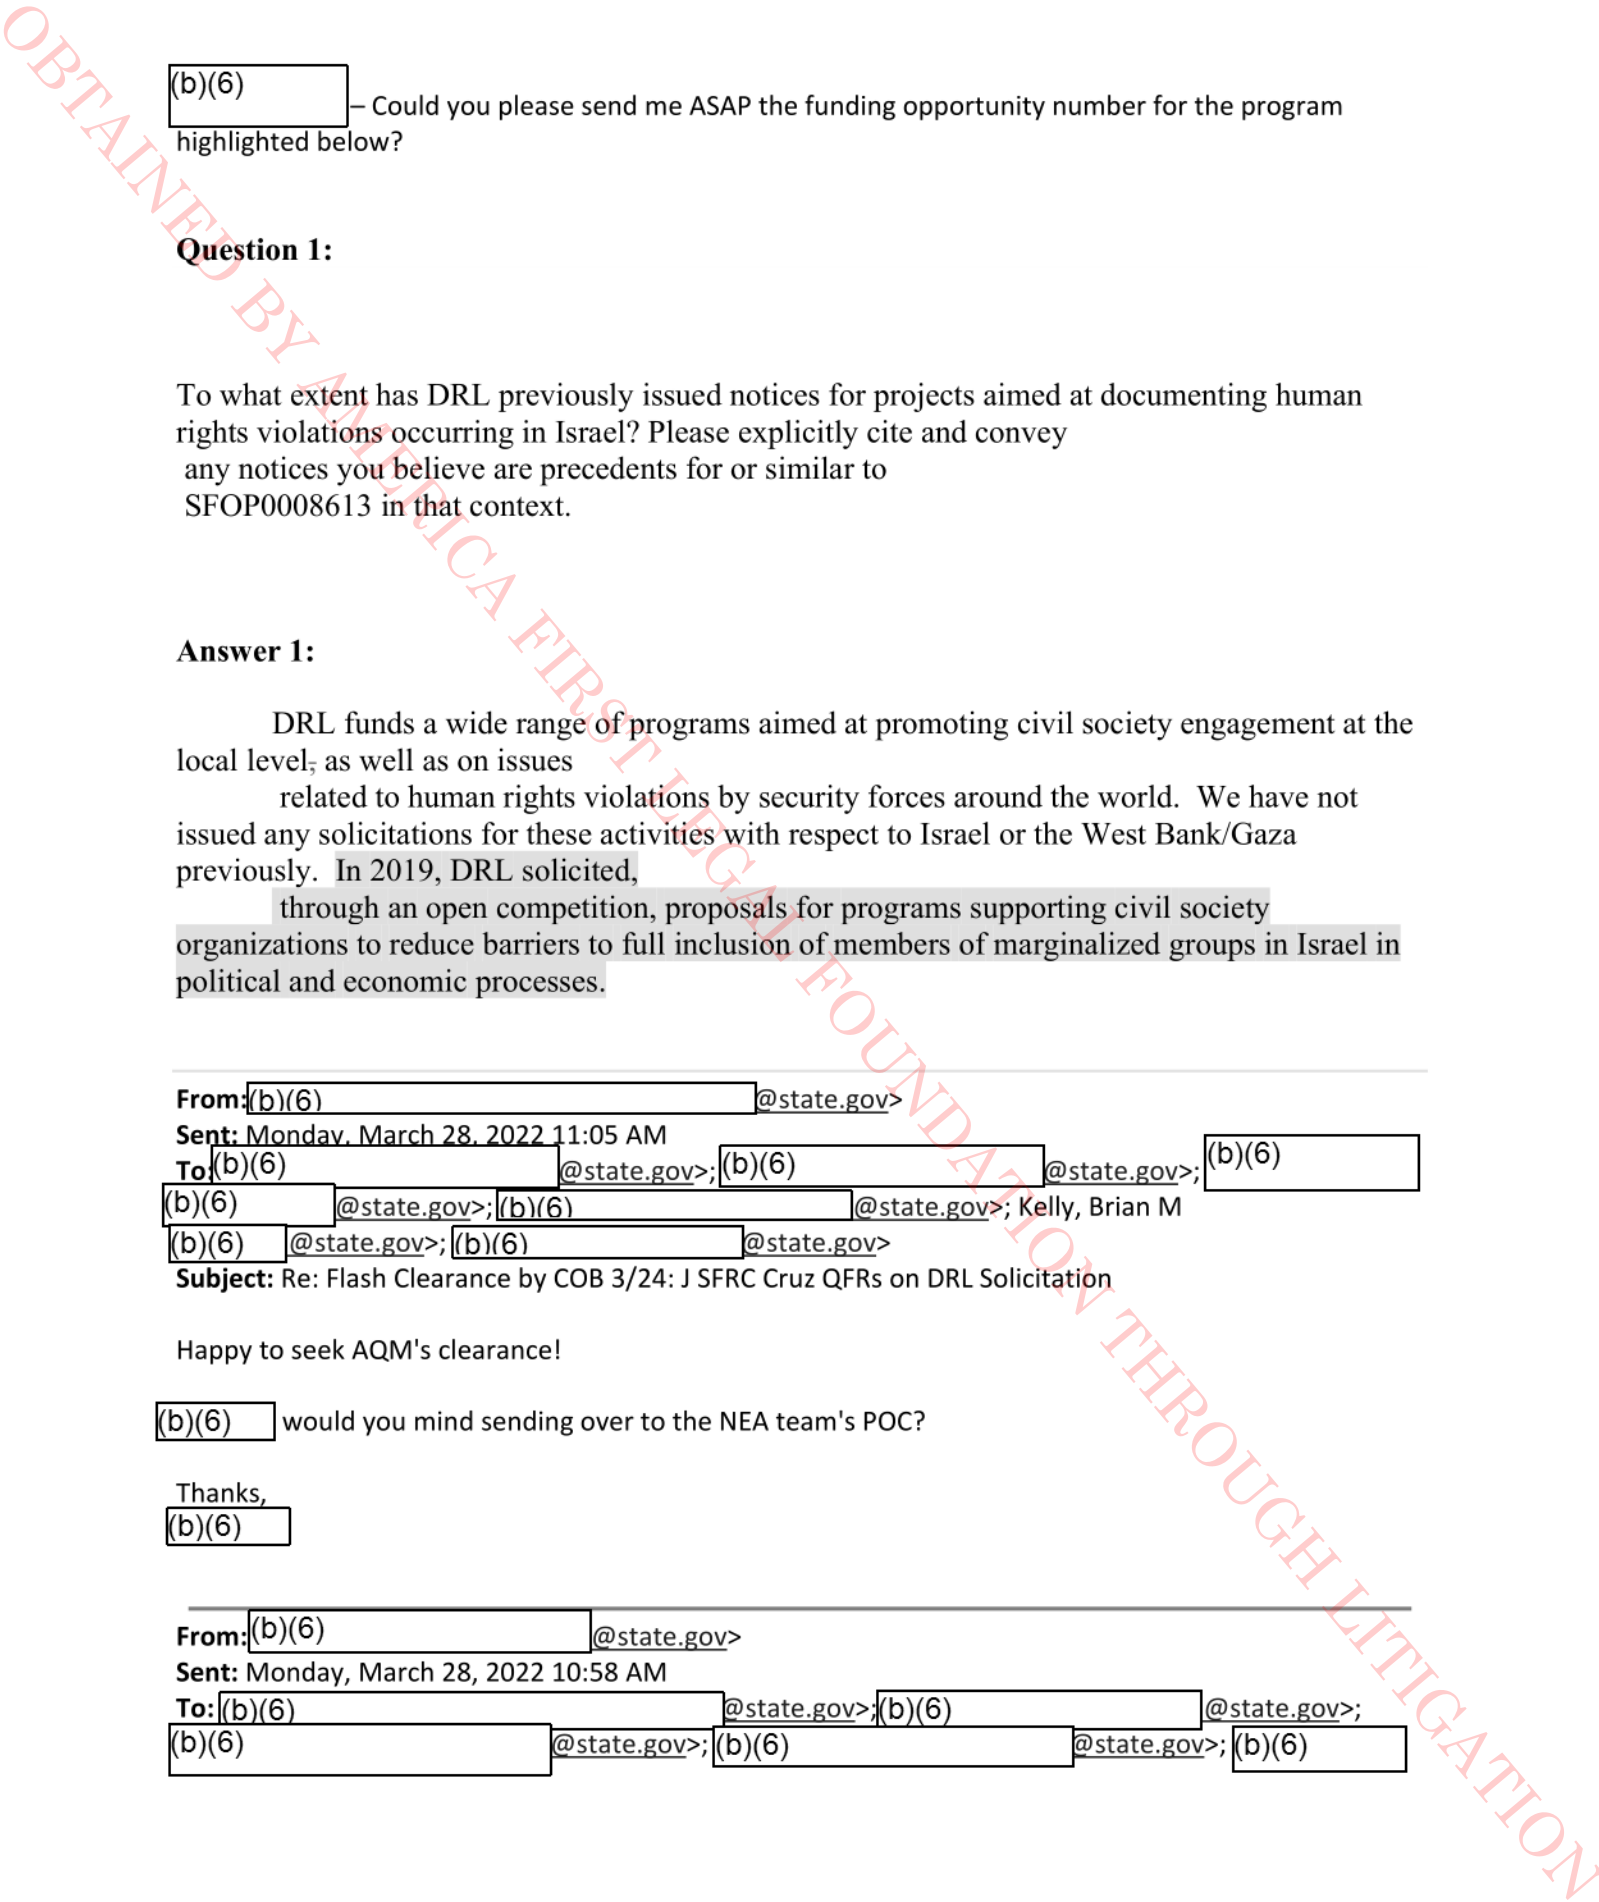 (b)(6) – Could you please send me ASAP the funding opportunity number for the program
highlighted below?
Question 1:
To what extent has DRL previously issued notices for projects aimed at documenting human
rights violations occurring in Israel? Please explicitly cite and convey
any notices you believe are precedents for or similar to
SFOP0008613 in that context.
Answer 1:
DRL funds a wide range of programs aimed at promoting civil society engagement at the
local level, as well as on issues
related to human rights violations by security forces around the world.  We have not
issued any solicitations for these activities with respect to Israel or the West Bank/Gaza
previously.  In 2019, DRL solicited,
through an open competition, proposals for programs supporting civil society
organizations to reduce barriers to full inclusion of members of marginalized groups in Israel in
political and economic processes.
From: (b)(6) @state.gov>
Sent: Monday, March 28, 2022 11:05 AM
To: (b)(6) @state.gov>; (b)(6) @state.gov>; (b)(6)
(b)(6) @state.gov>; (b)(6) @state.gov>; Kelly, Brian M
(b)(6) @state.gov>; (b)(6) @state.gov>
Subject: Re: Flash Clearance by COB 3/24: J SFRC Cruz QFRs on DRL Solicitation
Happy to seek AQM's clearance!
(b)(6) would you mind sending over to the NEA team's POC?
Thanks,
(b)(6)
From: (b)(6) @state.gov>
Sent: Monday, March 28, 2022 10:58 AM
To: (b)(6) @state.gov>; (b)(6) @state.gov>;
(b)(6) @state.gov>; (b)(6) @state.gov>; (b)(6)
OBTAINED BY AMERICA FIRST LEGAL FOUNDATION THROUGH LITIGATION